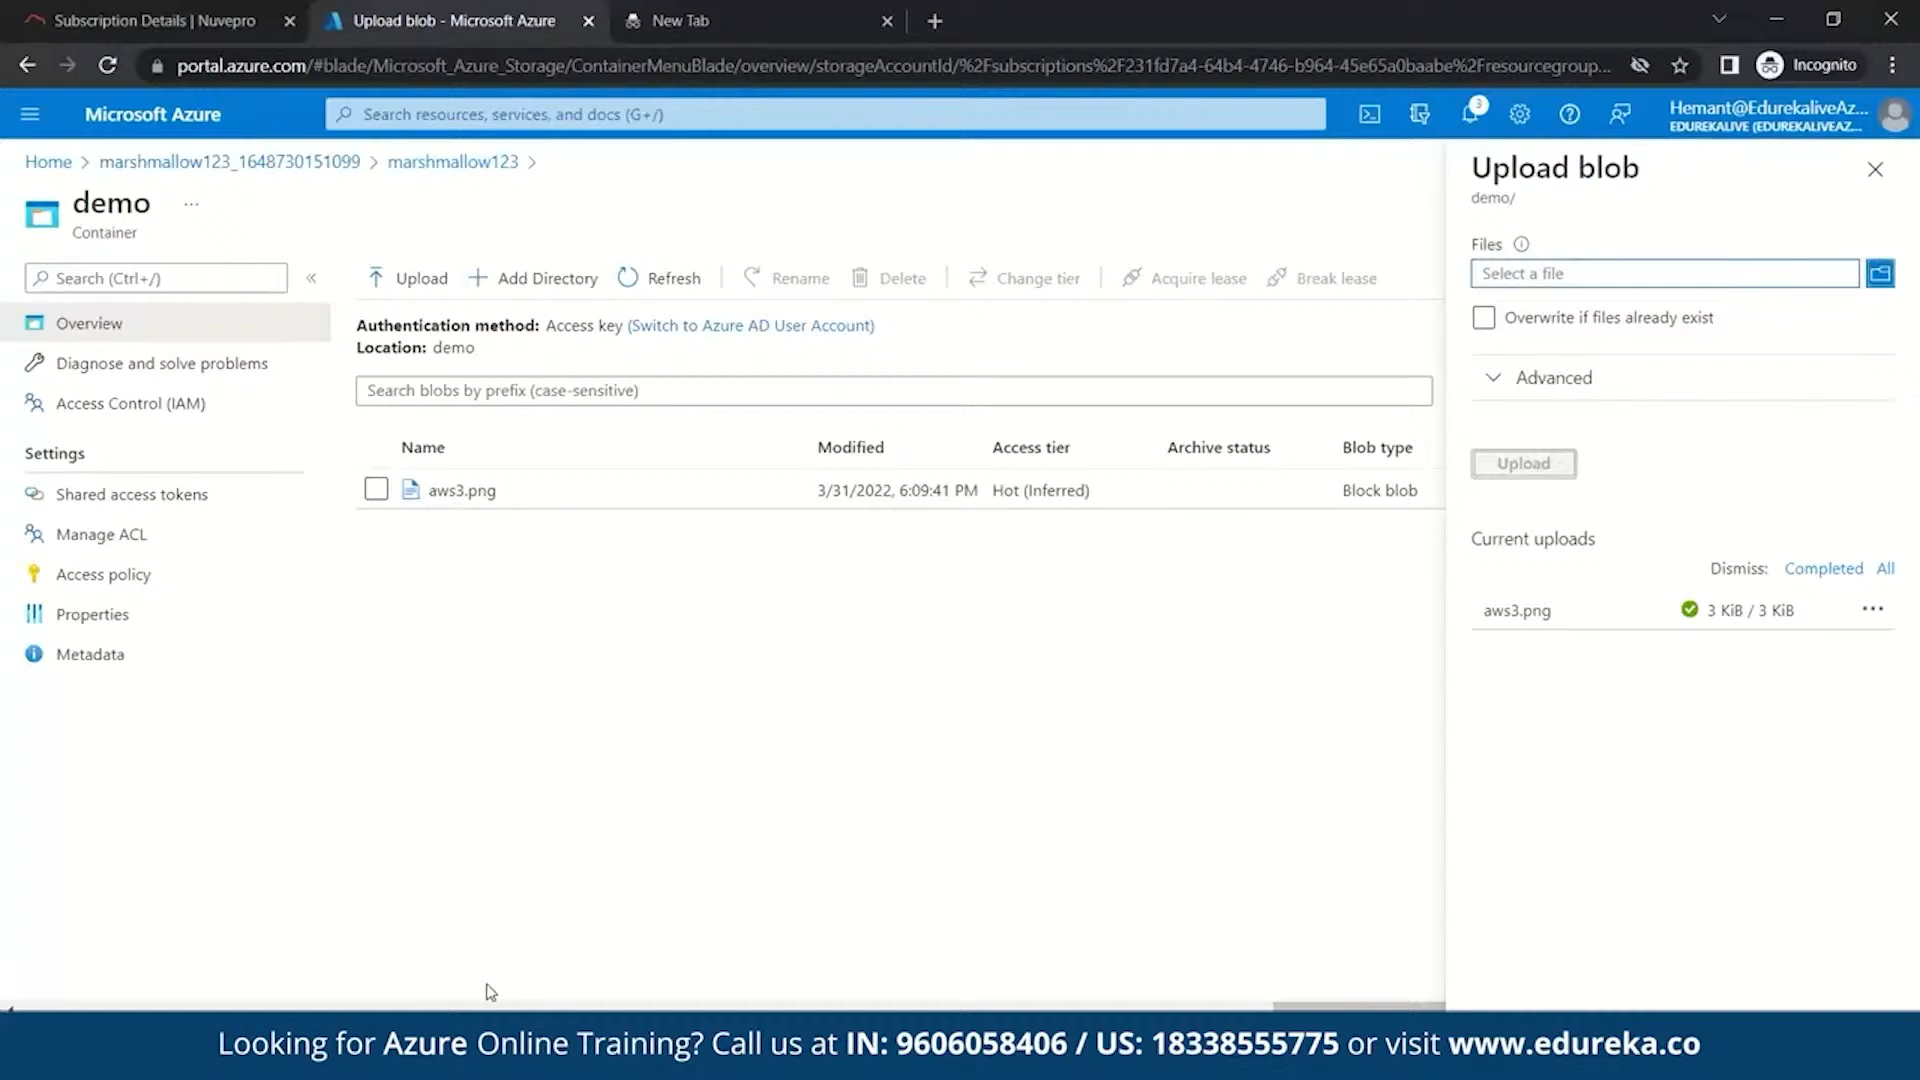 Subscription Details | Nuvepro
Upload blob - Microsoft Azure
New Tab
portal.azure.com/#blade/Microsoft_Azure_Storage/ContainerMenuBlade/overview/storageAccountId/%2Fsubscriptions%2F231fd7a4-64b4-4746-b964-45e65a0baabe%2Fresourcegroup...
Incognito
Microsoft Azure
Search resources, services, and docs (G+/)
3
Hemant@EdurekaliveAz...
EDUREKALIVE (EDUREKALIVEAZ...
Home > marshmallow123_1648730151099 > marshmallow123 >
demo ...
Container
Search (Ctrl+/)
«
Overview
Diagnose and solve problems
Access Control (IAM)
Settings
Shared access tokens
Manage ACL
Access policy
Properties
Metadata
Upload
Add Directory
Refresh
Rename
Delete
Change tier
Acquire lease
Break lease
Authentication method: Access key (Switch to Azure AD User Account)
Location: demo
Search blobs by prefix (case-sensitive)
Name Modified Access tier Archive status Blob type
aws3.png 3/31/2022, 6:09:41 PM Hot (Inferred) Block blob
Upload blob
demo/
Files
Select a file
Overwrite if files already exist
Advanced
Upload
Current uploads
Dismiss: Completed All
aws3.png 3 KiB / 3 KiB ...
Looking for Azure Online Training? Call us at IN: 9606058406 / US: 18338555775 or visit www.edureka.co